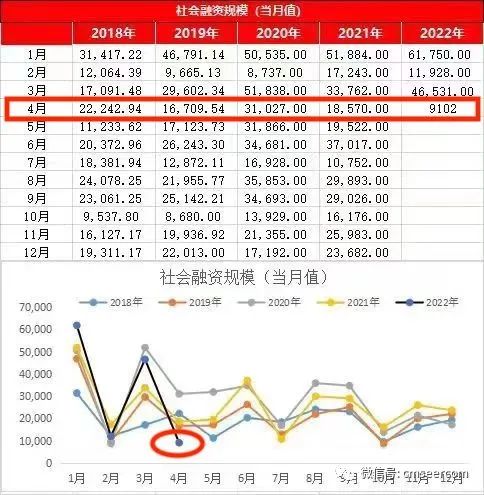 社会融资规模（当月值）
2018年 2019年 2020年 2021年 2022年
1月 31,417.22 46,791.14 50,535.00 51,884.00 61,750.00
2月 12,064.39 9,665.13 8,737.00 17,243.00 11,928.00
3月 17,091.48 29,602.34 51,838.00 33,762.00 46,531.00
4月 22,242.94 16,709.54 31,027.00 18,570.00 9102
5月 11,233.62 17,123.73 31,866.00 19,522.00
6月 20,372.96 26,243.30 34,681.00 37,017.00
7月 18,381.94 12,872.11 16,928.00 10,752.00
8月 24,078.25 21,955.77 35,853.00 29,893.00
9月 23,061.25 25,142.21 34,693.00 29,026.00
10月 9,537.80 8,680.00 13,929.00 16,176.00
11月 16,127.17 19,936.92 21,355.00 25,983.00
12月 19,311.17 22,013.00 17,192.00 23,682.00
社会融资规模（当月值）
2018年 2019年 2020年 2021年 2022年
70,000
60,000
50,000
40,000
30,000
20,000
10,000
0
1月 2月 3月 4月 5月 6月 7月 8月 9月 10月 11月 12月
微信号: cmseercom